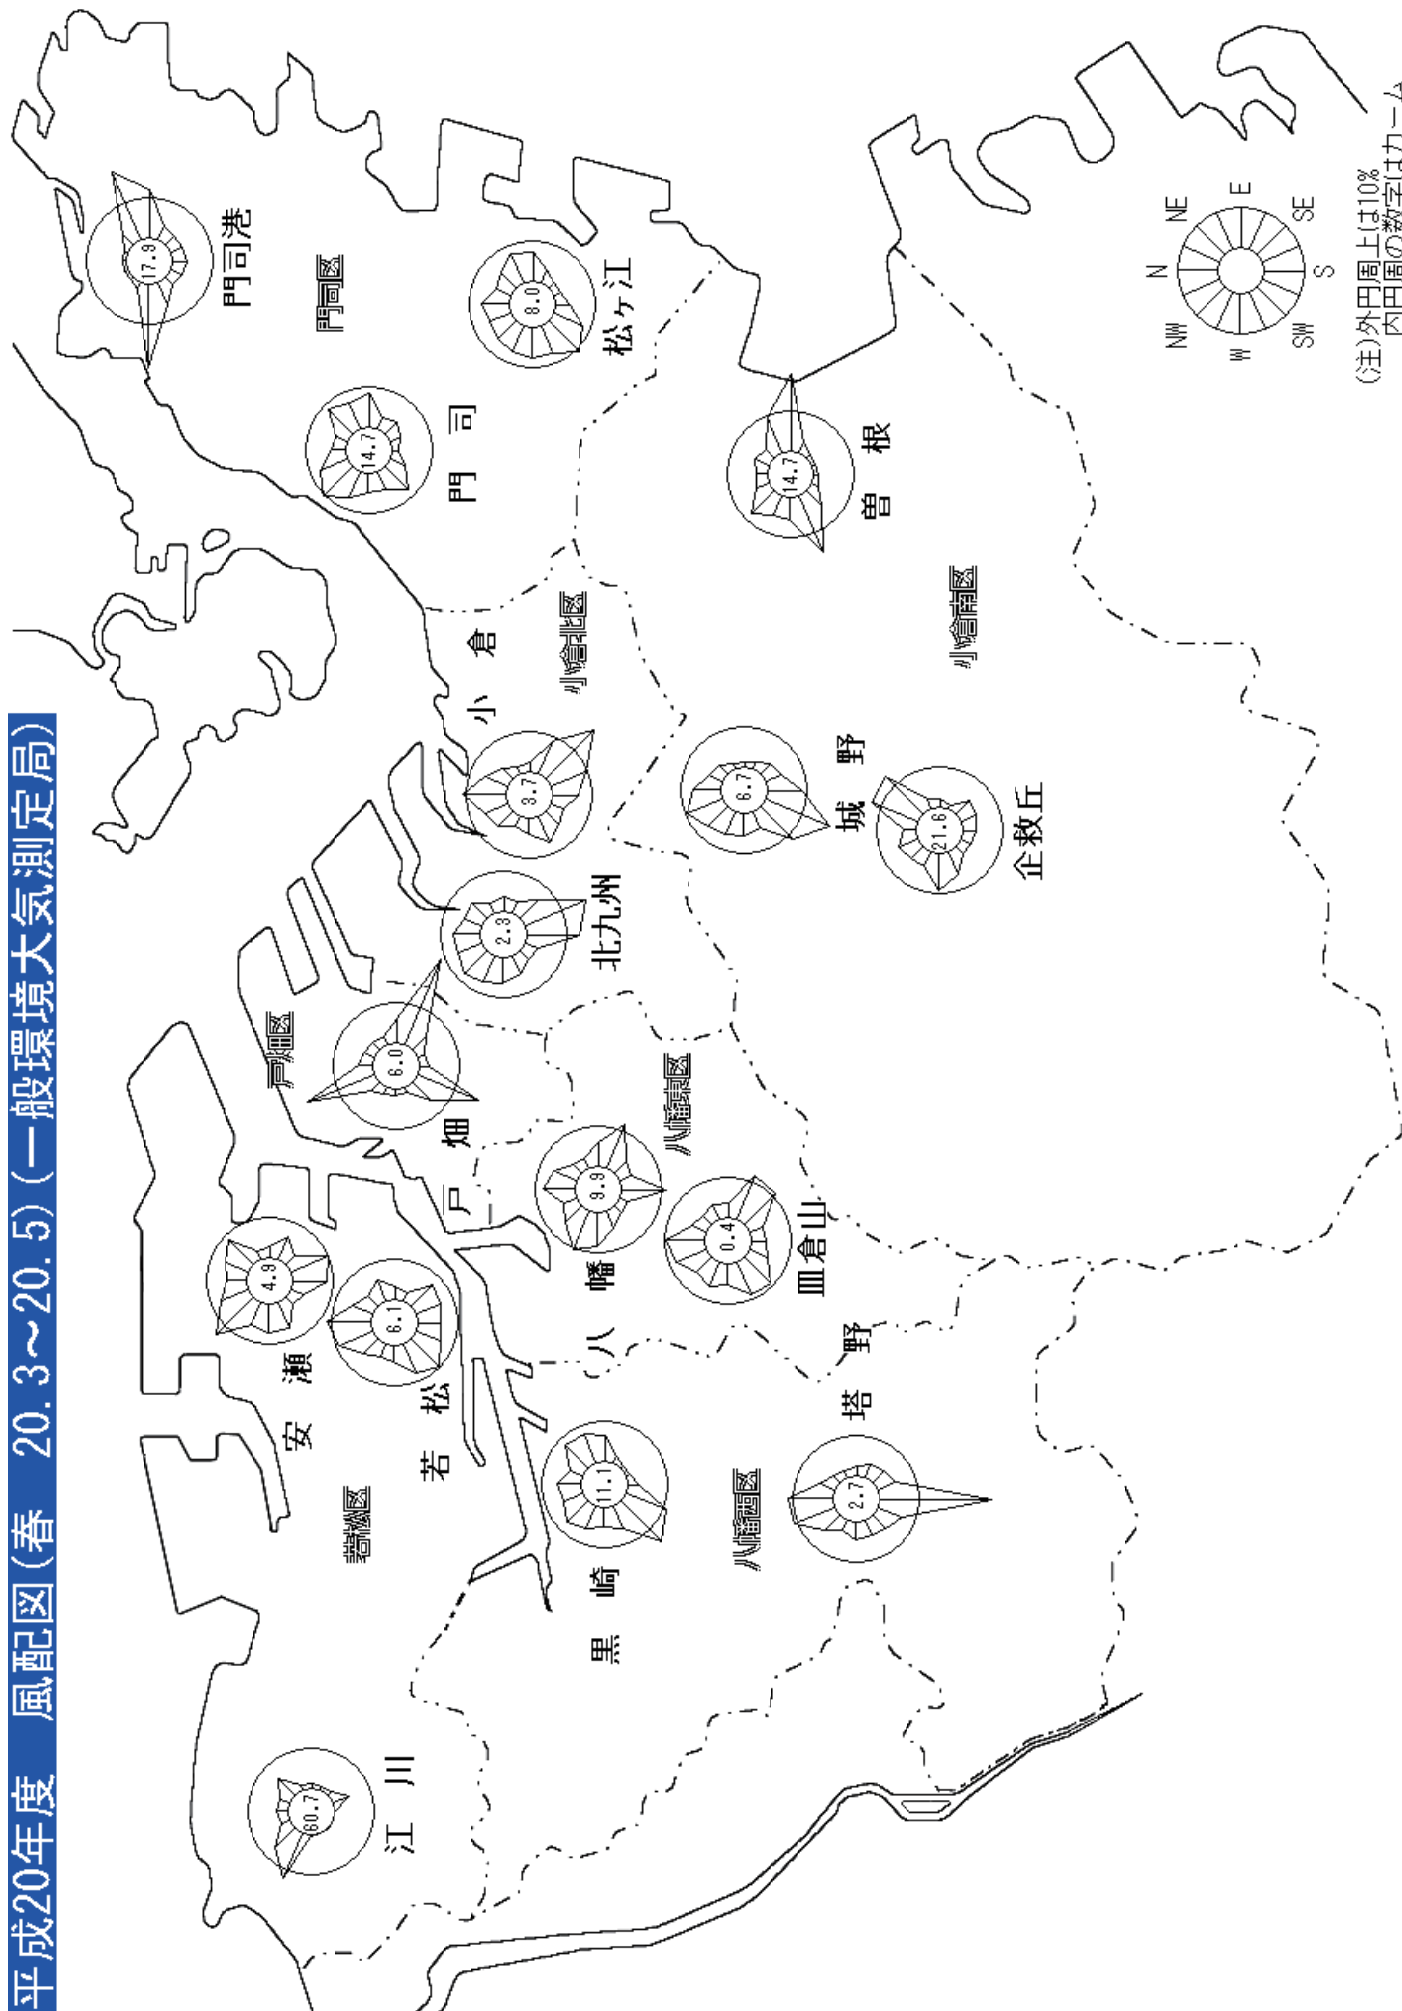 平成20年度　風配図(春　20.3～20.5)(一般環境大気測定局)
江川
60.7
若松区
安瀬
4.9
若松
6.1
黒崎
11.1
八幡西区
塔野
2.7
八幡
9.9
皿倉山
0.4
八幡東区
戸畑区
戸畑
6.0
北九州
2.3
小倉
3.7
小倉北区
城野
6.7
企救丘
21.6
小倉南区
曽根
14.7
門司
14.7
門司区
門司港
17.9
松ヶ江
8.0
N
NE
E
SE
S
SW
W
NW
(注)外円周上は10%
内円周の数字はカーム